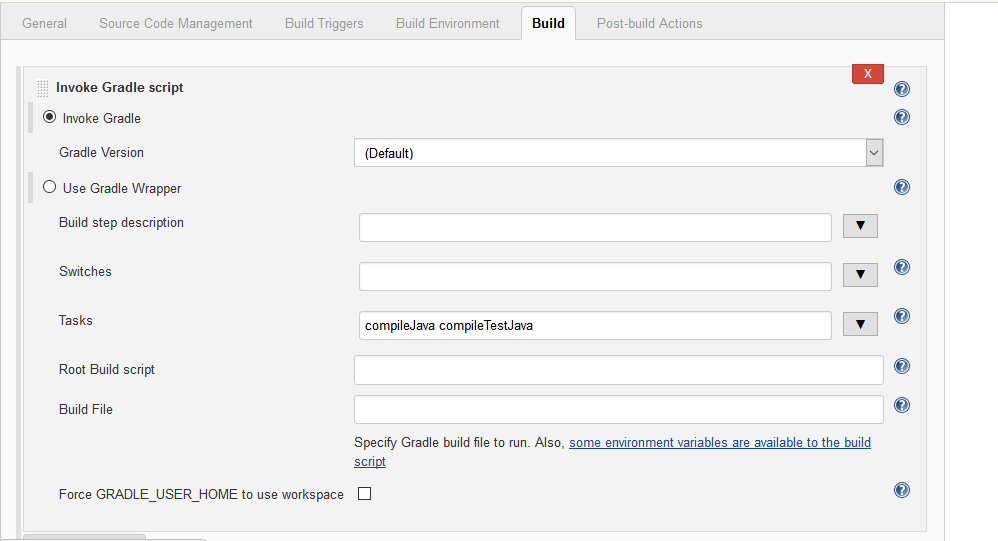 General Source Code Management Build Triggers Build Environment Build Post-build Actions
Invoke Gradle script
X
?
Invoke Gradle
?
Gradle Version
(Default)
Use Gradle Wrapper
?
Build step description
▼
Switches
▼
?
Tasks
compileJava compileTestJava
▼
?
Root Build script
?
Build File
?
Specify Gradle build file to run. Also, some environment variables are available to the build
script
Force GRADLE_USER_HOME to use workspace
?